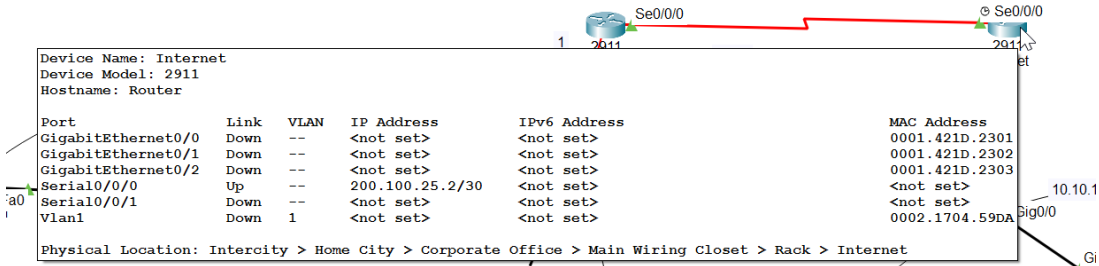 Se0/0/0
Se0/0/0
1
2911
2911
et
Device Name: Internet
Device Model: 2911
Hostname: Router
Port Link VLAN IP Address IPv6 Address MAC Address
GigabitEthernet0/0 Down -- <not set> <not set> 0001.421D.2301
GigabitEthernet0/1 Down -- <not set> <not set> 0001.421D.2302
GigabitEthernet0/2 Down -- <not set> <not set> 0001.421D.2303
Serial0/0/0 Up -- 200.100.25.2/30 <not set> <not set>
Serial0/0/1 Down -- <not set> <not set> <not set>
Vlan1 Down 1 <not set> <not set> 0002.1704.59DA
Physical Location: Intercity > Home City > Corporate Office > Main Wiring Closet > Rack > Internet
Fa0
10.10.1
Gig0/0
Gi